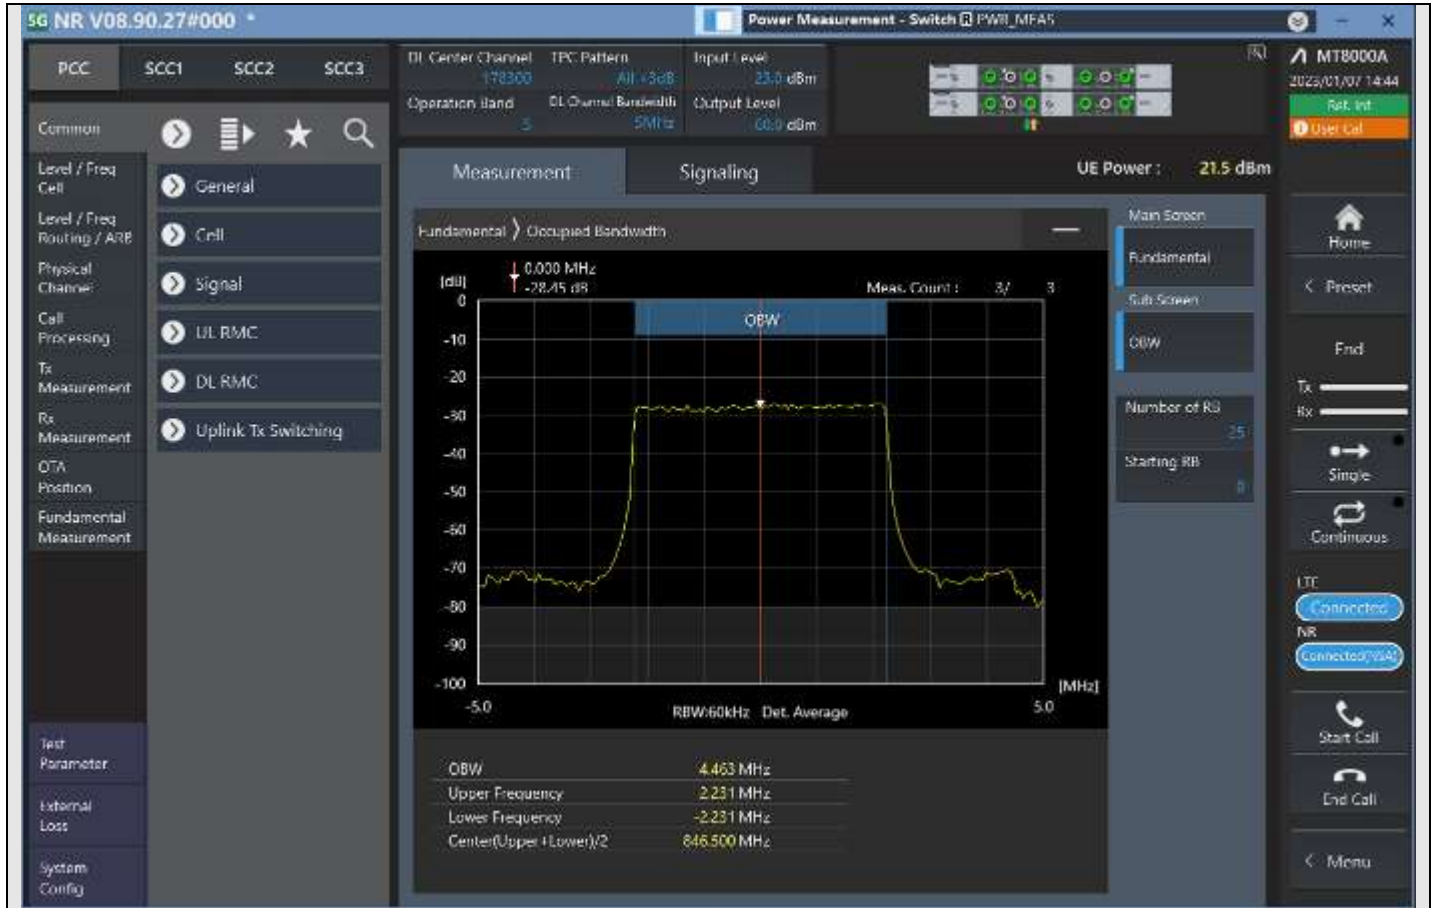 5G NR V08.90.27#000 *
Power Measurement - Switch R PWR_MEAS
PCC SCC1 SCC2 SCC3
DL Center Channel TPC Pattern Input Level
178300 All +3dB 23.0 dBm
Operation Band DL Channel Bandwidth Output Level
5 5MHz dBm
MT8000A
2023/01/07 14:44
Ref. Int
User Cal
Common
Level / Freq
Cell
Level / Freq
Routing / ARB
Physical
Channel
Call
Processing
Tx
Measurement
Rx
Measurement
OTA
Position
Fundamental
Measurement
Test
Parameter
External
Loss
System
Config
General
Cell
Signal
UL RMC
DL RMC
Uplink Tx Switching
Measurement Signaling
UE Power : 21.5 dBm
Fundamental > Occupied Bandwidth
[dB]
0.000 MHz
-28.45 dB
Meas. Count : 3/ 3
OBW
0
-10
-20
-30
-40
-50
-60
-70
-80
-90
-100
-5.0 5.0
[MHz]
RBW:60kHz Det. Average
OBW 4.463 MHz
Upper Frequency 2.231 MHz
Lower Frequency -2.231 MHz
Center(Upper+Lower)/2 846.500 MHz
Main Screen
Fundamental
Sub Screen
OBW
Number of RB
25
Starting RB
0
Home
< Preset
End
Tx
Rx
Single
Continuous
LTE
Connected
NR
Connected(NSA)
Start Call
End Call
< Menu